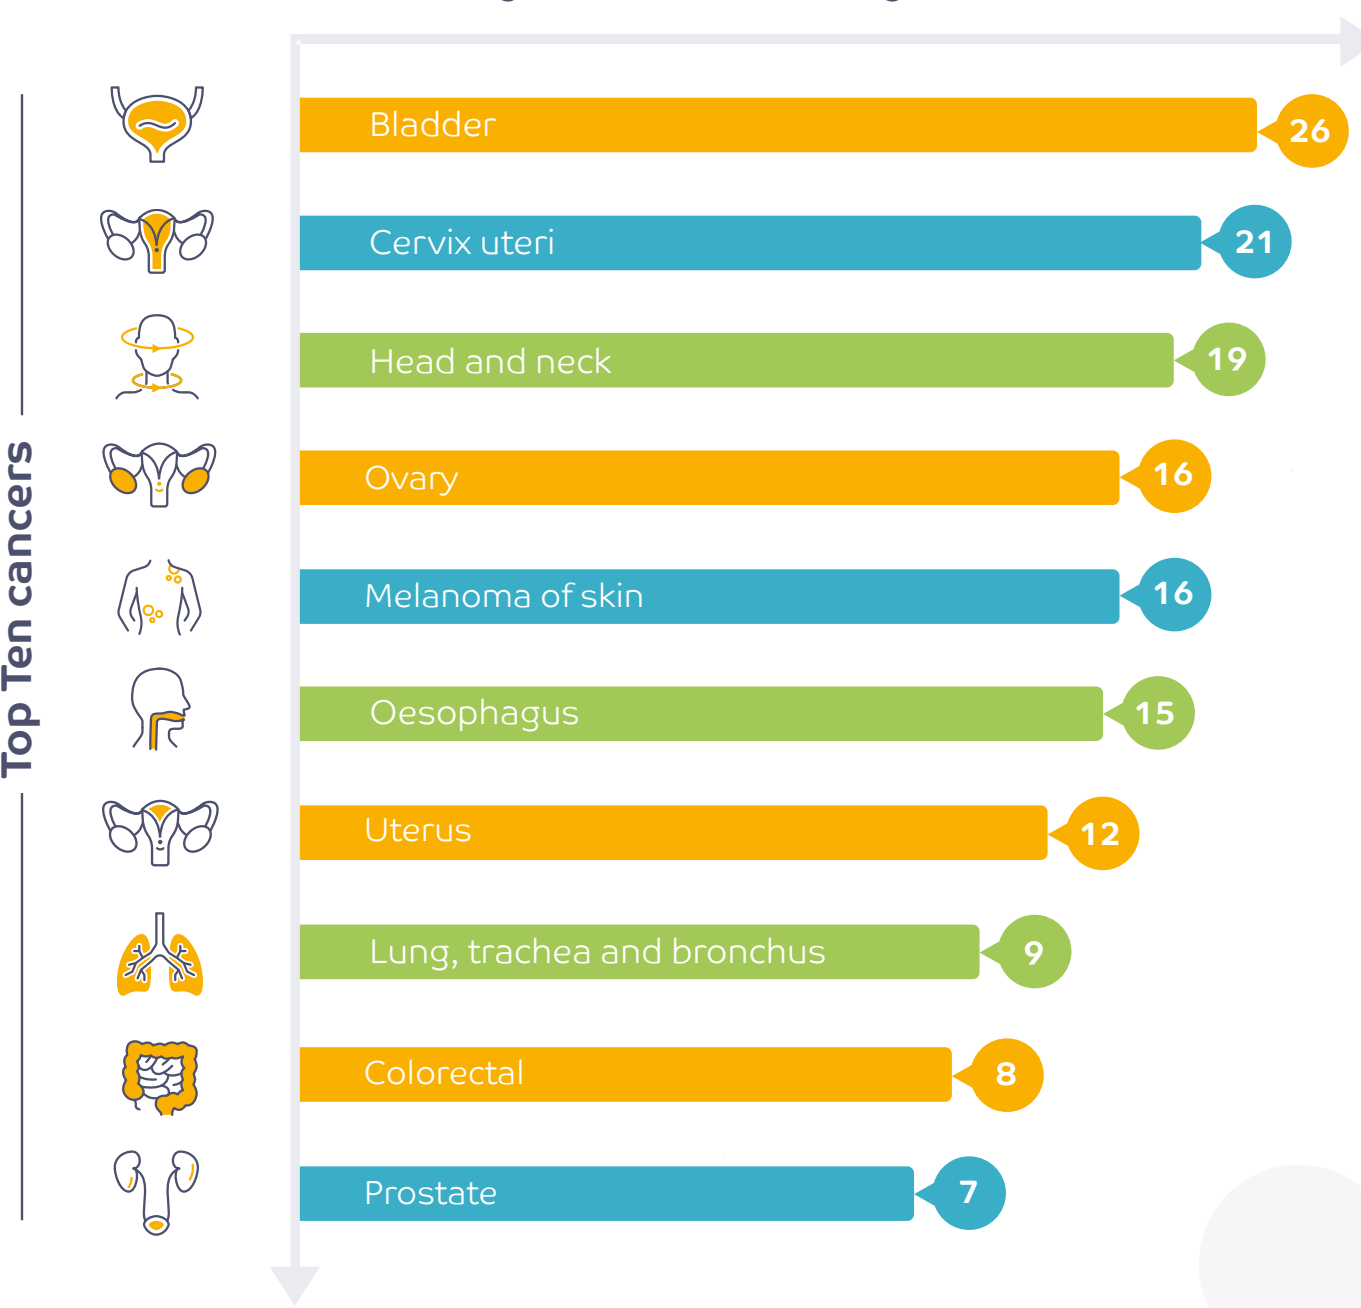 Top Ten cancers
Bladder
26
Cervix uteri
21
Head and neck
19
Ovary
16
Melanoma of skin
16
Oesophagus
15
Uterus
12
Lung, trachea and bronchus
9
Colorectal
8
Prostate
7